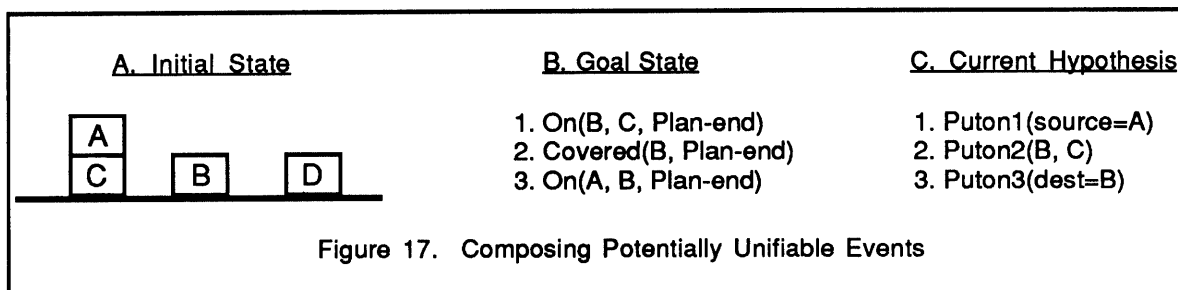 A. Initial State
A
C
B
D
B. Goal State
1. On(B, C, Plan-end)
2. Covered(B, Plan-end)
3. On(A, B, Plan-end)
C. Current Hypothesis
1. Puton1(source=A)
2. Puton2(B, C)
3. Puton3(dest=B)
Figure 17. Composing Potentially Unifiable Events